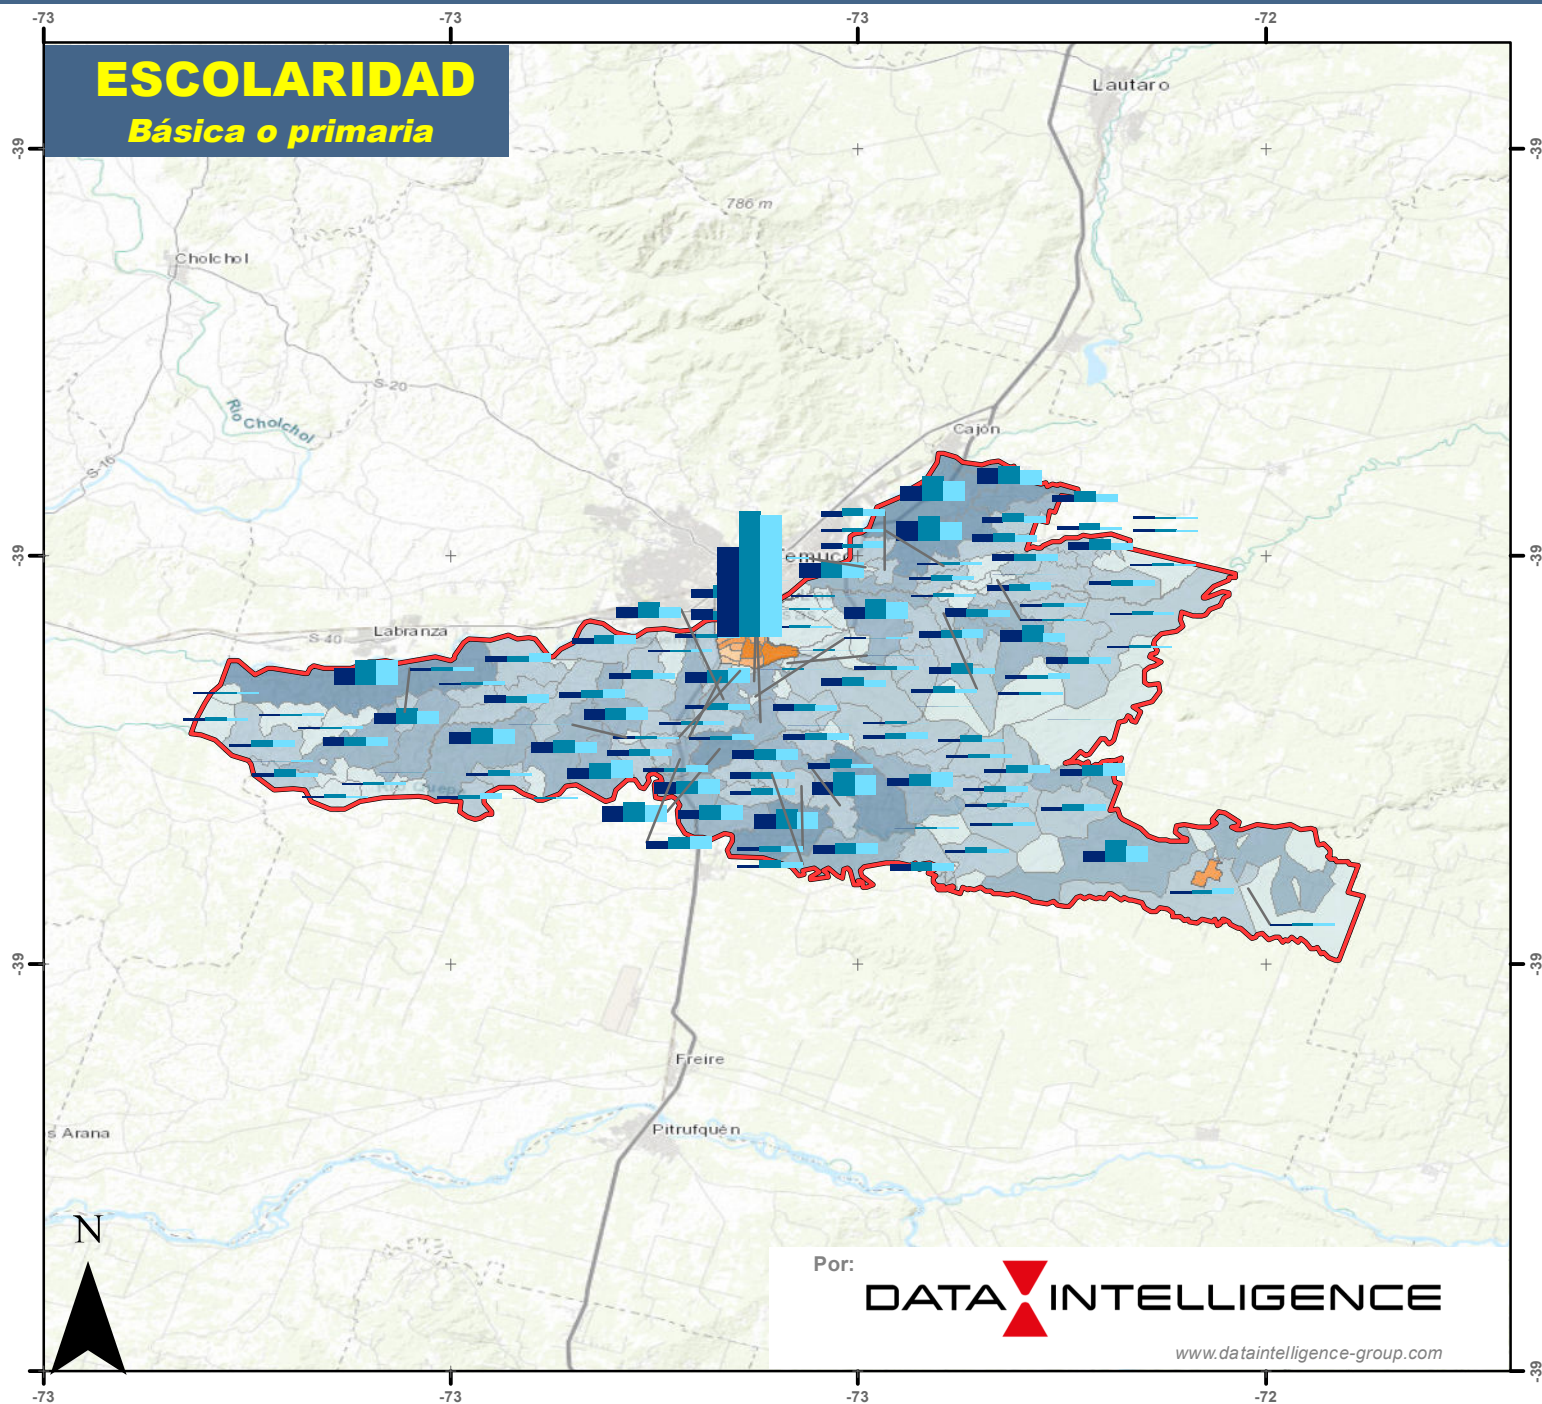 -73
-73
-73
-72
ESCOLARIDAD
Básica o primaria
Lautaro
-39
-39
786 m
Cholchol
S-20
Río Cholchol
Cajón
S-16
-39
Temuco
-39
Labranza
S-40
-39
-39
Freire
s Arana
Pitrufquén
N
Por:
DATA INTELLIGENCE
www.dataintelligence-group.com
-39
-73
-73
-73
-72